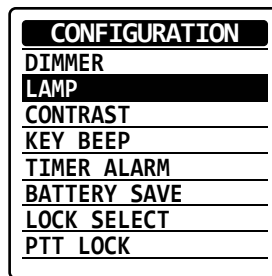 CONFIGURATION
DIMMER
LAMP
CONTRAST
KEY BEEP
TIMER ALARM
BATTERY SAVE
LOCK SELECT
PTT LOCK